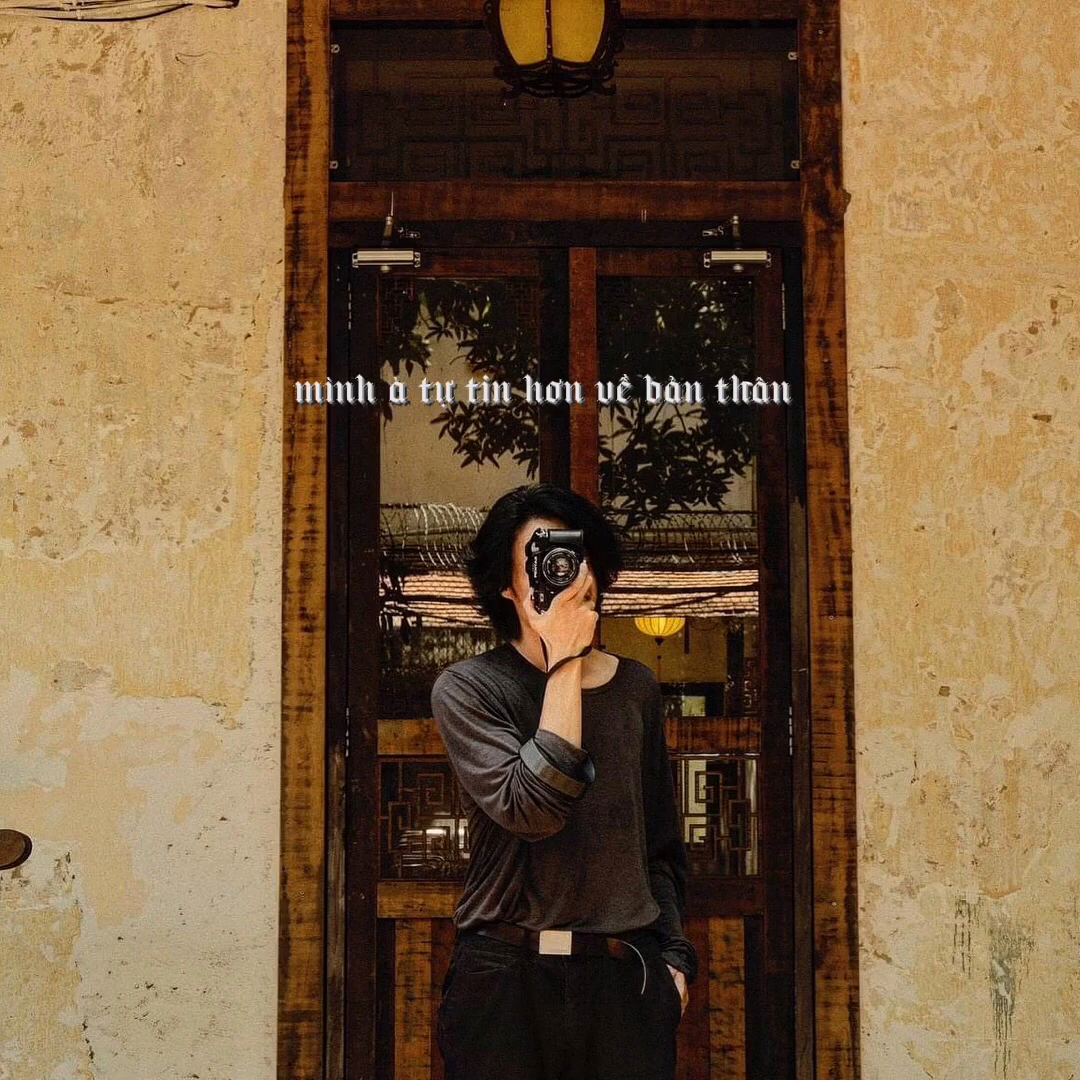 mình à tự tin hơn về bản thân